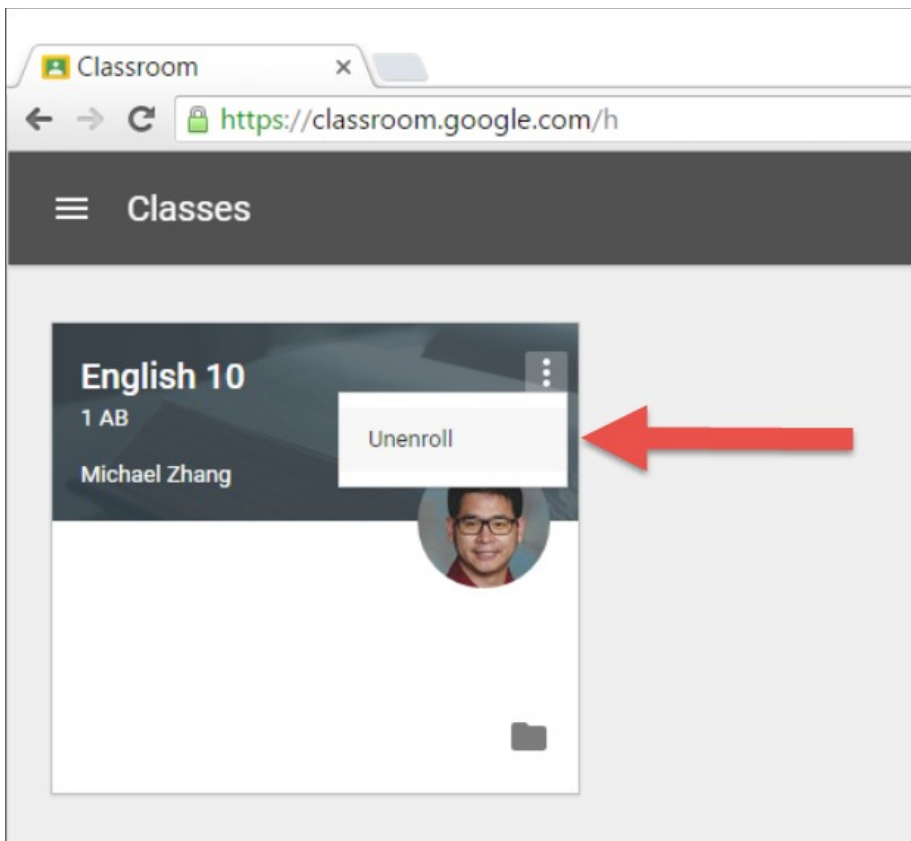 Classroom
https://classroom.google.com/h
Classes
English 10
1 AB
Unenroll
Michael Zhang